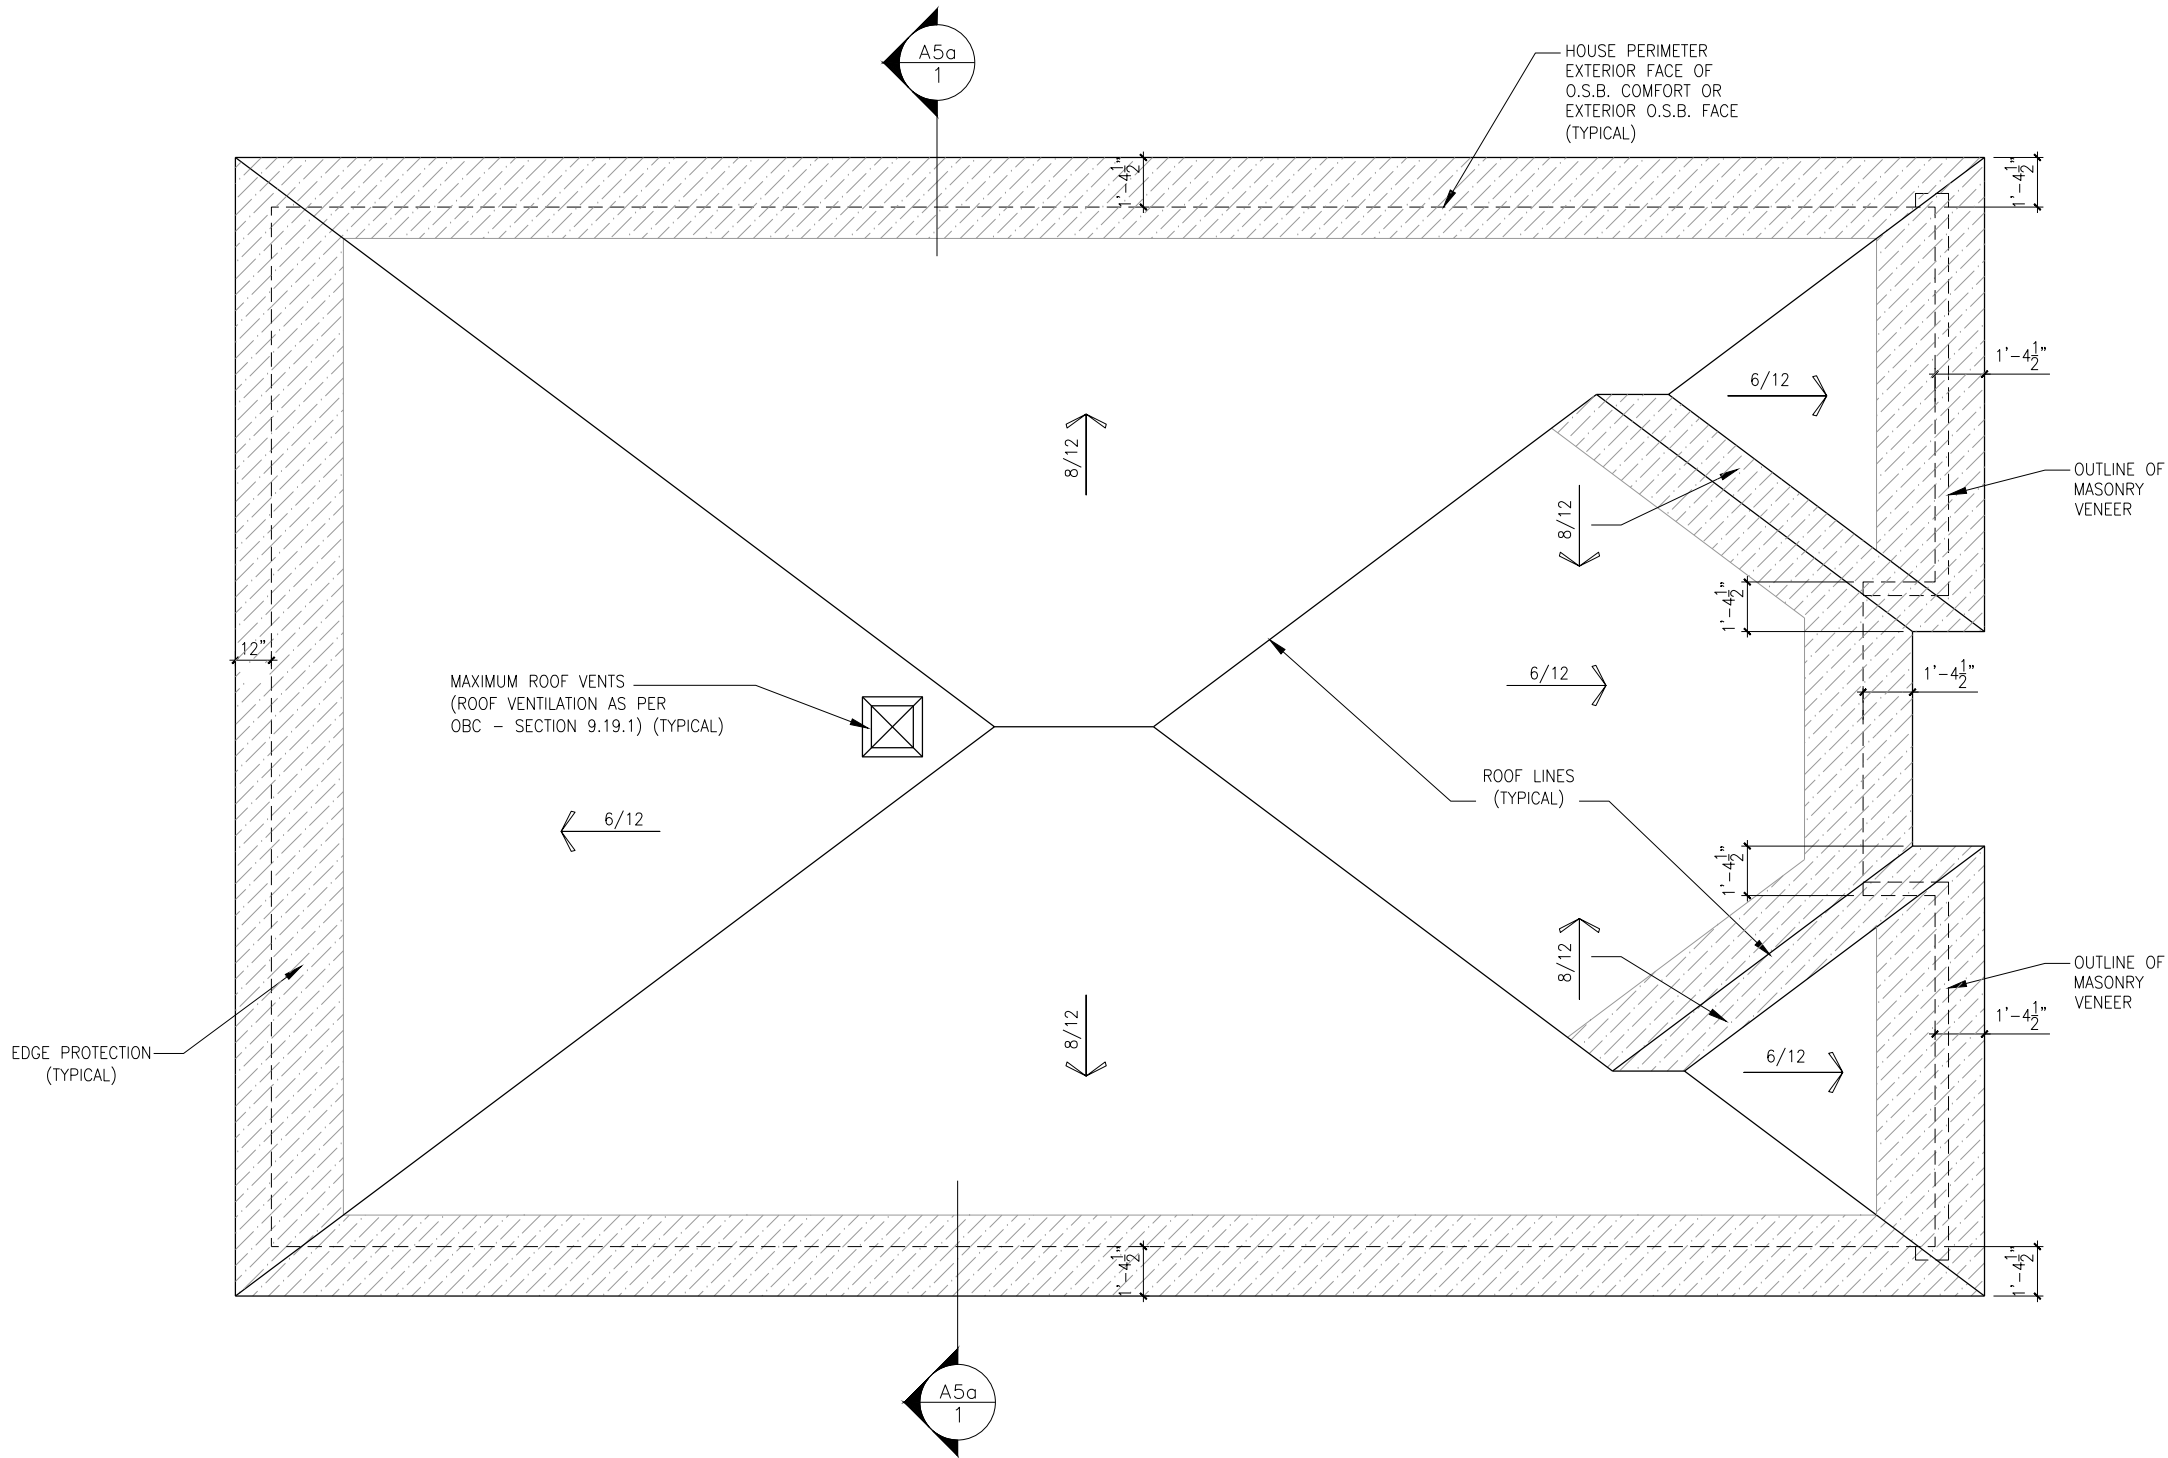 A5a
1
HOUSE PERIMETER
EXTERIOR FACE OF
O.S.B. COMFORT OR
EXTERIOR O.S.B. FACE
(TYPICAL)
1'-4½"
1'-4½"
1'-4½"
6/12
8/12
OUTLINE OF
MASONRY
VENEER
8/12
1'-4½"
12"
MAXIMUM ROOF VENTS
(ROOF VENTILATION AS PER
OBC - SECTION 9.19.1) (TYPICAL)
6/12
1'-4½"
ROOF LINES
(TYPICAL)
6/12
1'-4½"
8/12
OUTLINE OF
MASONRY
VENEER
8/12
1'-4½"
EDGE PROTECTION
(TYPICAL)
6/12
1'-4½"
1'-4½"
A5a
1